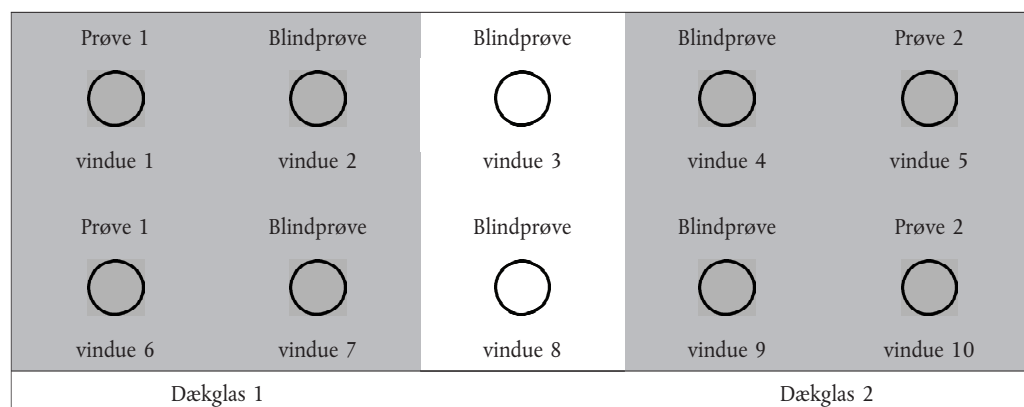 Prøve 1 Blindprøve Blindprøve Blindprøve Prøve 2
vindue 1 vindue 2 vindue 3 vindue 4 vindue 5
Prøve 1 Blindprøve Blindprøve Blindprøve Prøve 2
vindue 6 vindue 7 vindue 8 vindue 9 vindue 10
Dækglas 1 Dækglas 2